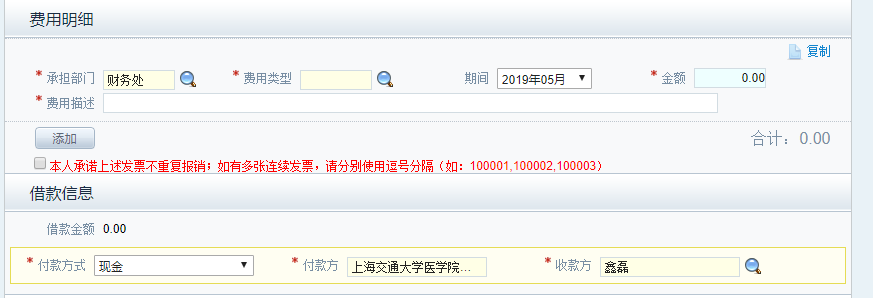 费用明细
复制
* 承担部门 财务处 * 费用类型 期间 2019年05月 * 金额 0.00
* 费用描述
添加 合计：0.00
本人承诺上述发票不重复报销；如有多张连续发票，请分别使用逗号分隔（如：100001,100002,100003）
借款信息
借款金额 0.00
* 付款方式 现金 * 付款方 上海交通大学医学院... * 收款方 鑫磊